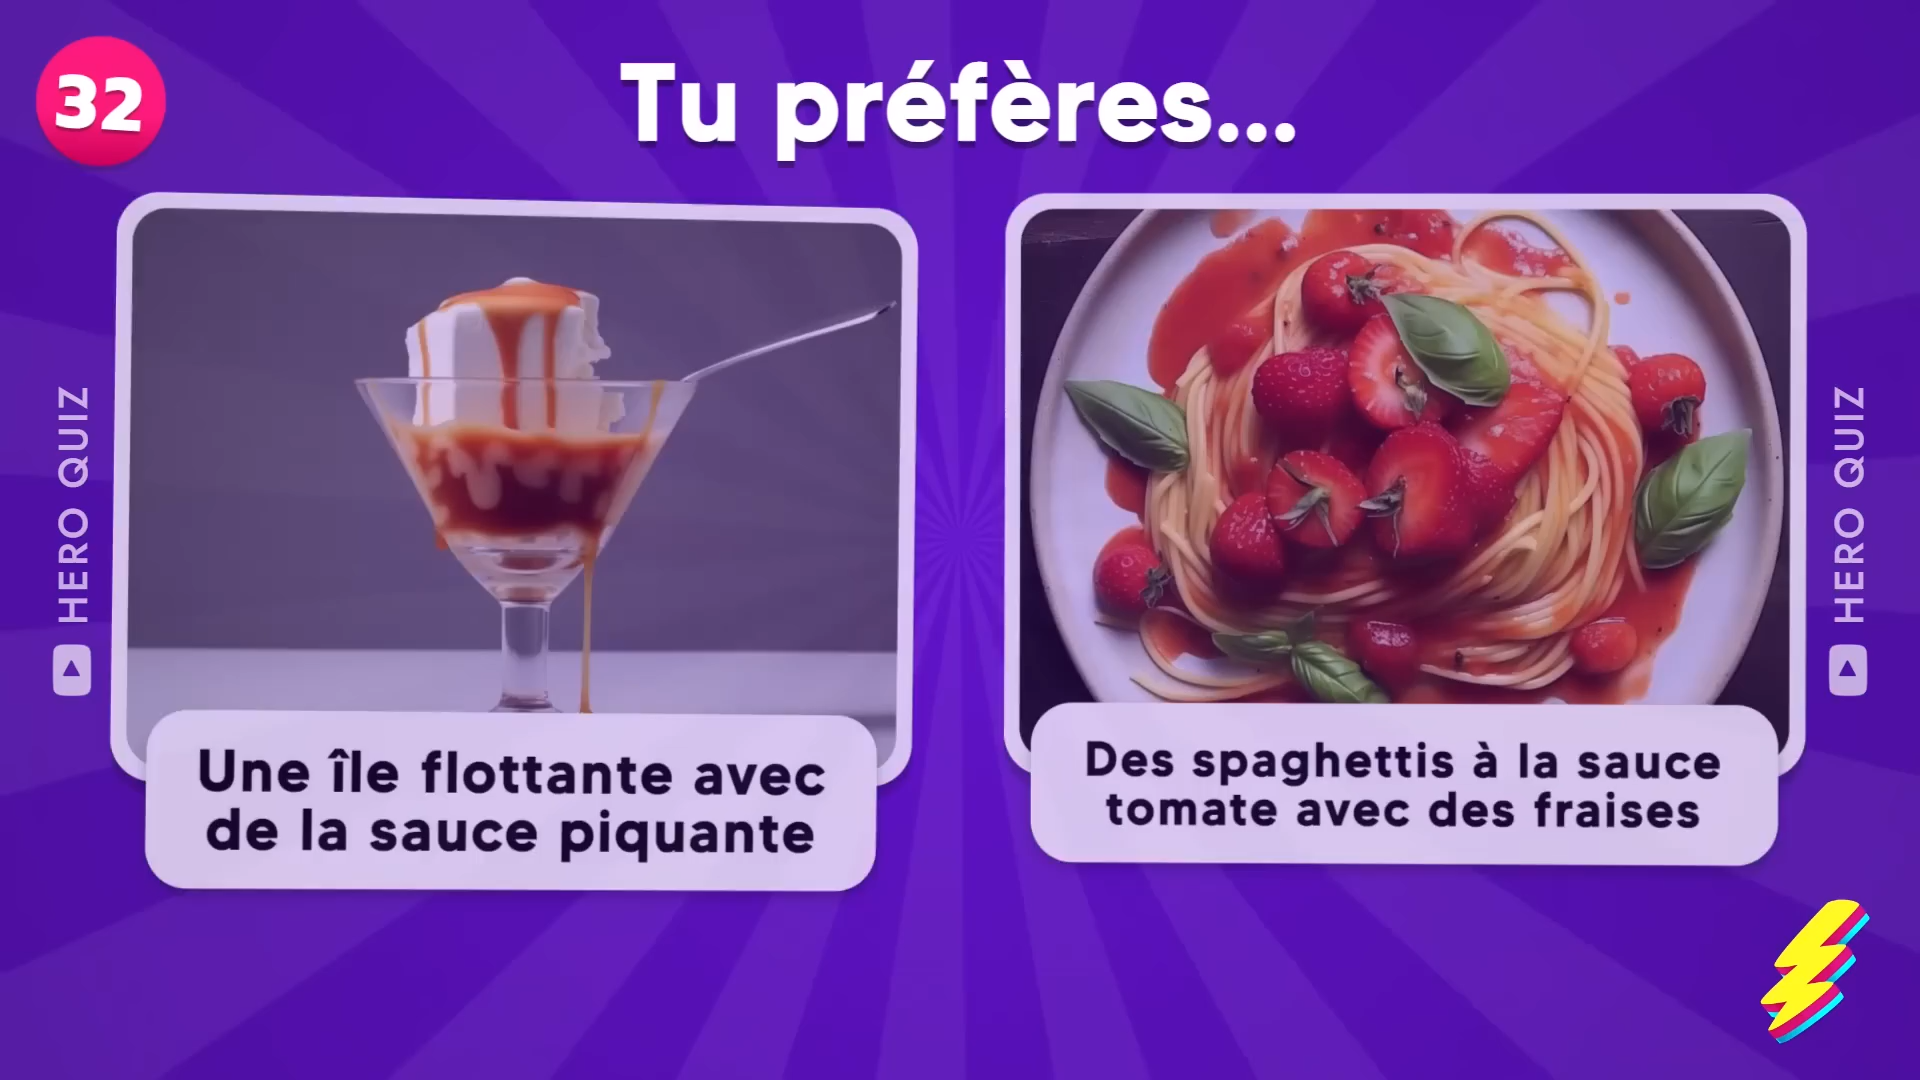 32
Tu préfères...
HERO QUIZ
Une île flottante avec
de la sauce piquante
Des spaghettis à la sauce
tomate avec des fraises
HERO QUIZ